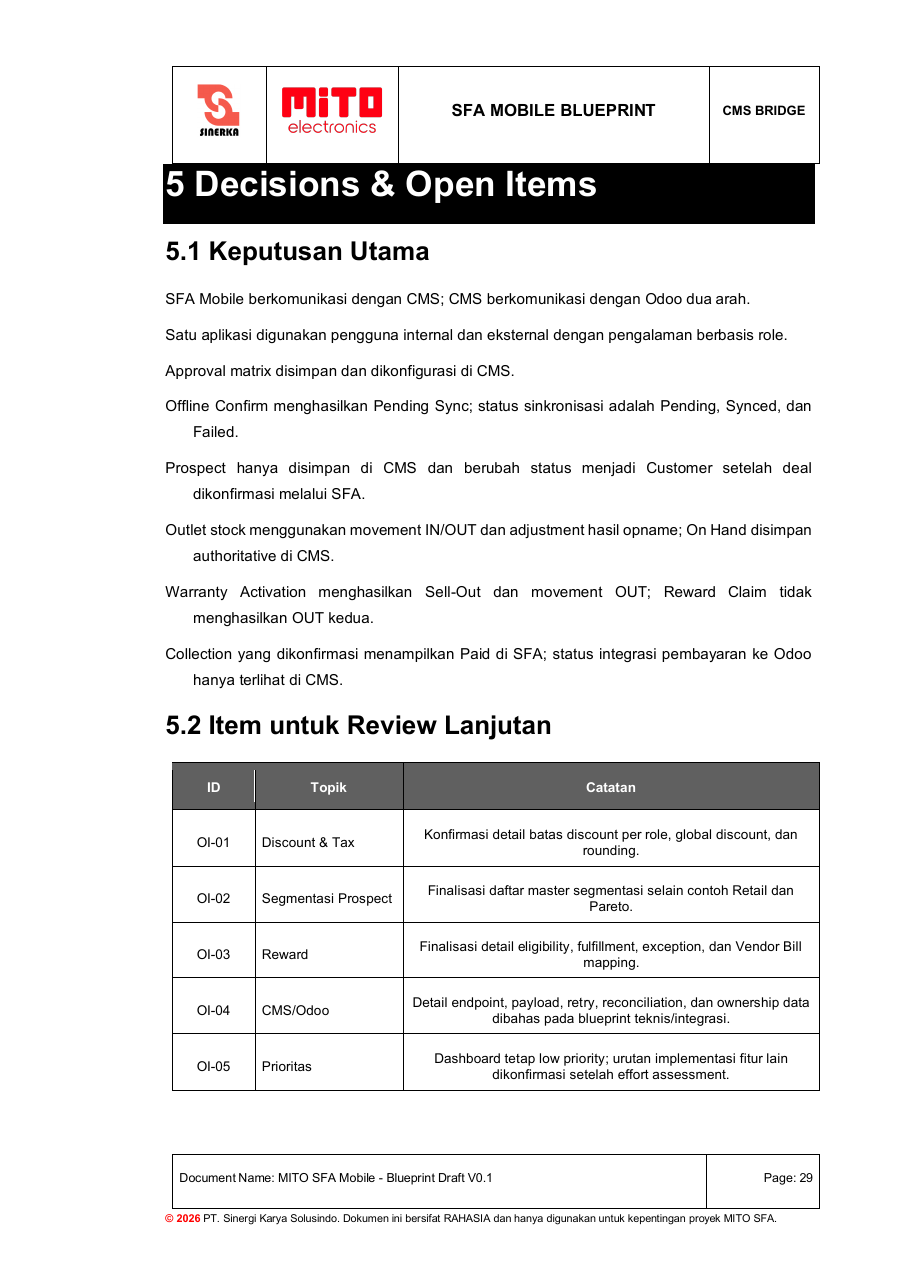 SINERKA
MiTO
electronics
SFA MOBILE BLUEPRINT
CMS BRIDGE
5 Decisions & Open Items
5.1 Keputusan Utama
SFA Mobile berkomunikasi dengan CMS; CMS berkomunikasi dengan Odoo dua arah.
Satu aplikasi digunakan pengguna internal dan eksternal dengan pengalaman berbasis role.
Approval matrix disimpan dan dikonfigurasi di CMS.
Offline Confirm menghasilkan Pending Sync; status sinkronisasi adalah Pending, Synced, dan
Failed.
Prospect hanya disimpan di CMS dan berubah status menjadi Customer setelah deal
dikonfirmasi melalui SFA.
Outlet stock menggunakan movement IN/OUT dan adjustment hasil opname; On Hand disimpan
authoritative di CMS.
Warranty Activation menghasilkan Sell-Out dan movement OUT; Reward Claim tidak
menghasilkan OUT kedua.
Collection yang dikonfirmasi menampilkan Paid di SFA; status integrasi pembayaran ke Odoo
hanya terlihat di CMS.
5.2 Item untuk Review Lanjutan
ID Topik Catatan
OI-01 Discount & Tax Konfirmasi detail batas discount per role, global discount, dan
rounding.
OI-02 Segmentasi Prospect Finalisasi daftar master segmentasi selain contoh Retail dan
Pareto.
OI-03 Reward Finalisasi detail eligibility, fulfillment, exception, dan Vendor Bill
mapping.
OI-04 CMS/Odoo Detail endpoint, payload, retry, reconciliation, dan ownership data
dibahas pada blueprint teknis/integrasi.
OI-05 Prioritas Dashboard tetap low priority; urutan implementasi fitur lain
dikonfirmasi setelah effort assessment.
Document Name: MITO SFA Mobile - Blueprint Draft V0.1
Page: 29
© 2026 PT. Sinergi Karya Solusindo. Dokumen ini bersifat RAHASIA dan hanya digunakan untuk kepentingan proyek MITO SFA.